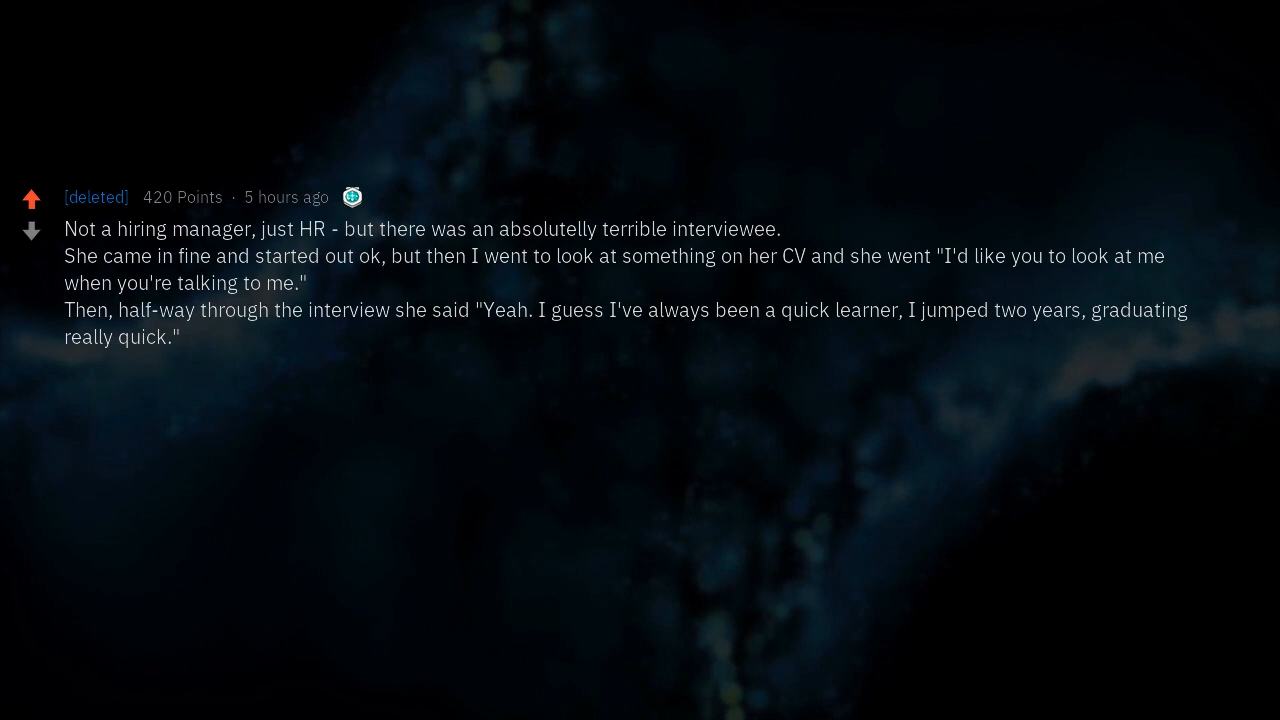 [deleted] 420 Points · 5 hours ago
Not a hiring manager, just HR - but there was an absolutelly terrible interviewee.
She came in fine and started out ok, but then I went to look at something on her CV and she went "I'd like you to look at me
when you're talking to me."
Then, half-way through the interview she said "Yeah. I guess I've always been a quick learner, I jumped two years, graduating
really quick."